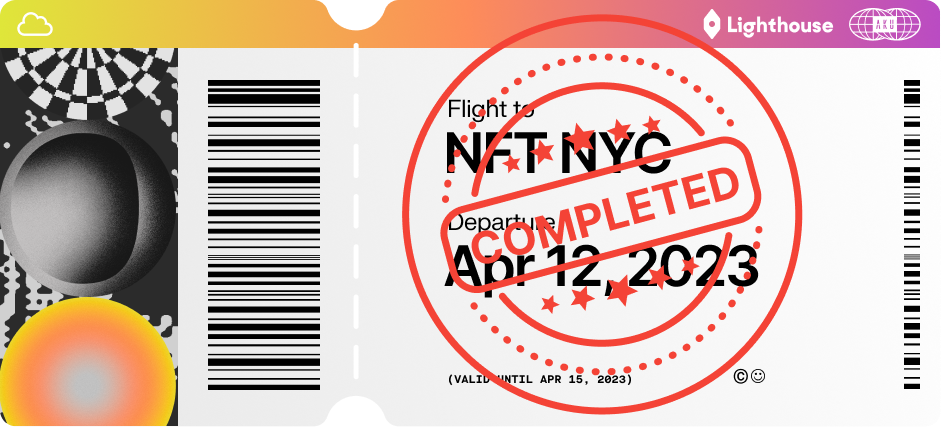 Lighthouse
AKU
Flight to
NFT NYC
Departure
Apr 12, 2023
COMPLETED
(VALID UNTIL APR 15, 2023)
©